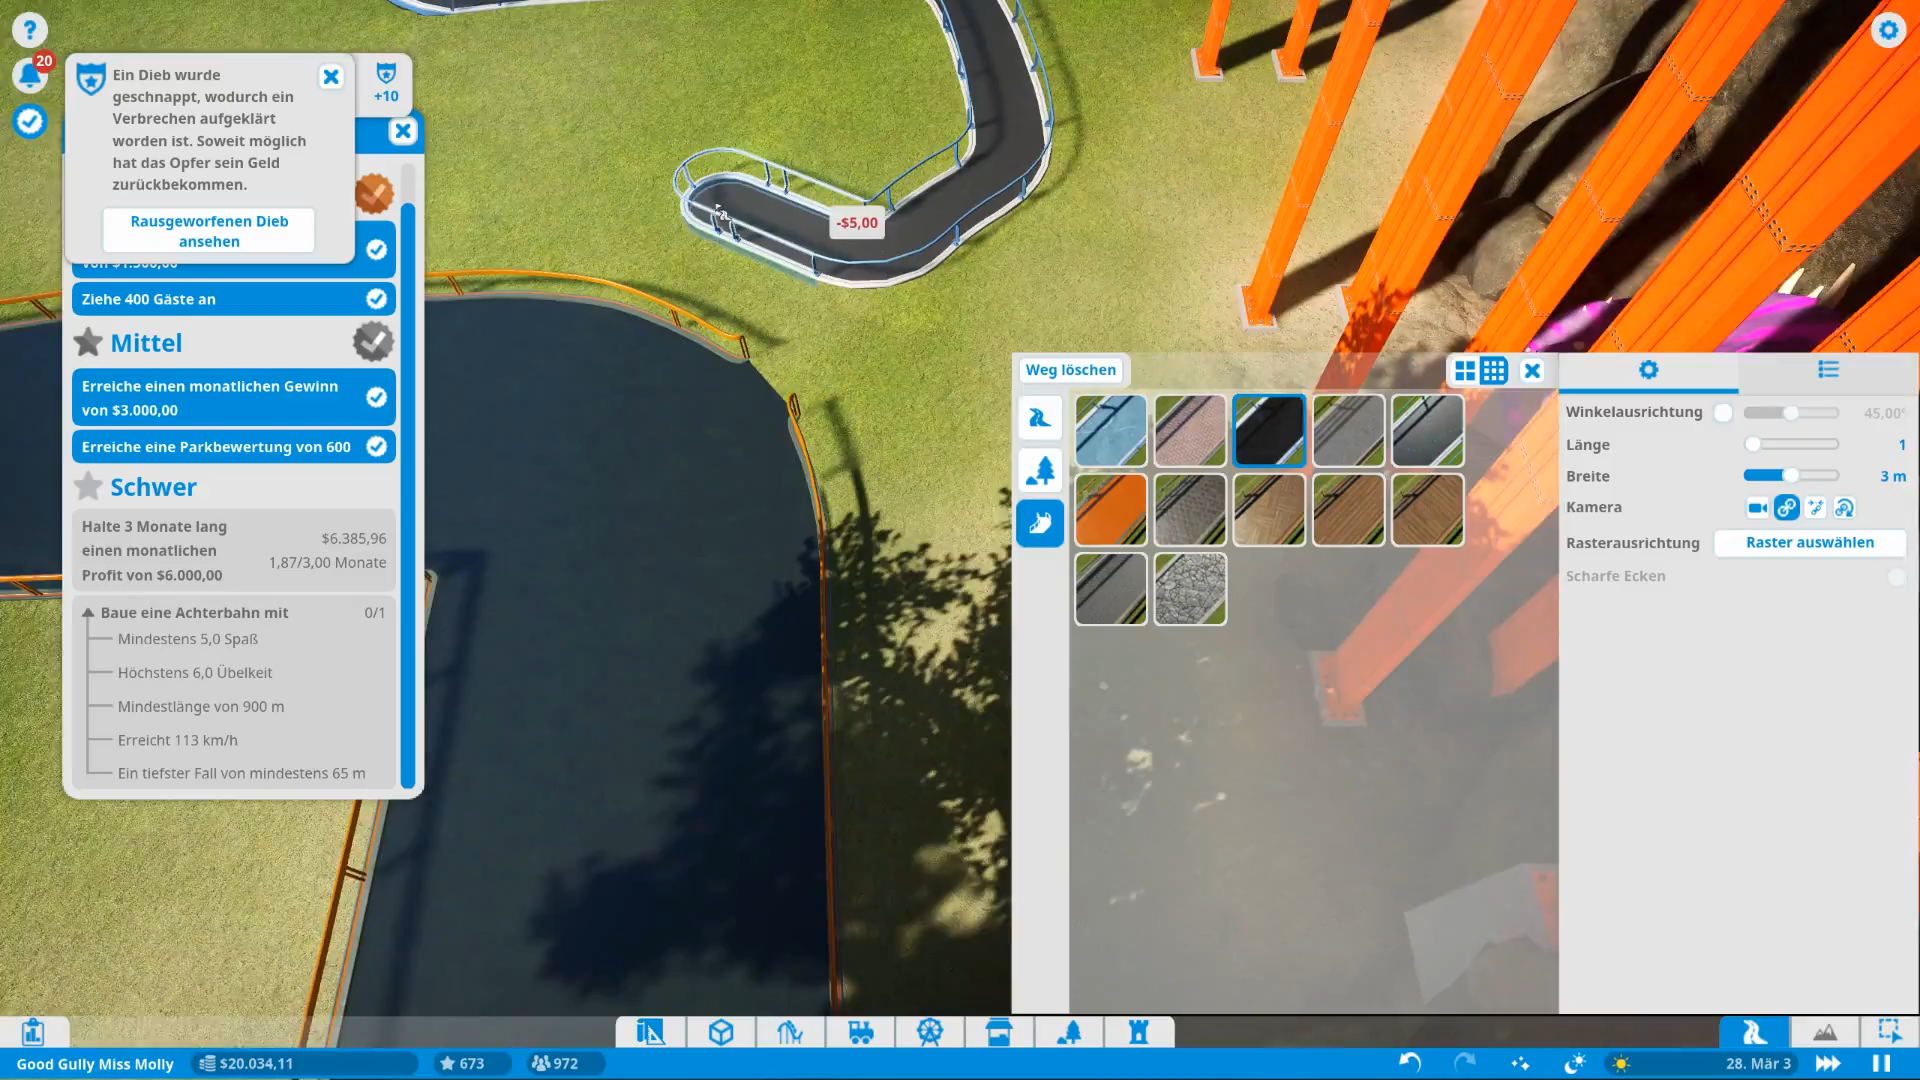 ?
20
Ein Dieb wurde
geschnappt, wodurch ein
Verbrechen aufgeklärt
worden ist. Soweit möglich
hat das Opfer sein Geld
zurückbekommen.
Rausgeworfenen Dieb
ansehen
+10
von $1.500,00
Ziehe 400 Gäste an
Mittel
Erreiche einen monatlichen Gewinn
von $3.000,00
Erreiche eine Parkbewertung von 600
Schwer
Halte 3 Monate lang
einen monatlichen
Profit von $6.000,00
$6.385,96
1,87/3,00 Monate
Baue eine Achterbahn mit 0/1
Mindestens 5,0 Spaß
Höchstens 6,0 Übelkeit
Mindestlänge von 900 m
Erreicht 113 km/h
Ein tiefster Fall von mindestens 65 m
-$5,00
Weg löschen
Winkelausrichtung 45,00°
Länge 1
Breite 3 m
Kamera
Rasterausrichtung Raster auswählen
Scharfe Ecken
Good Gully Miss Molly $20.034,11 673 972 28. Mär 3